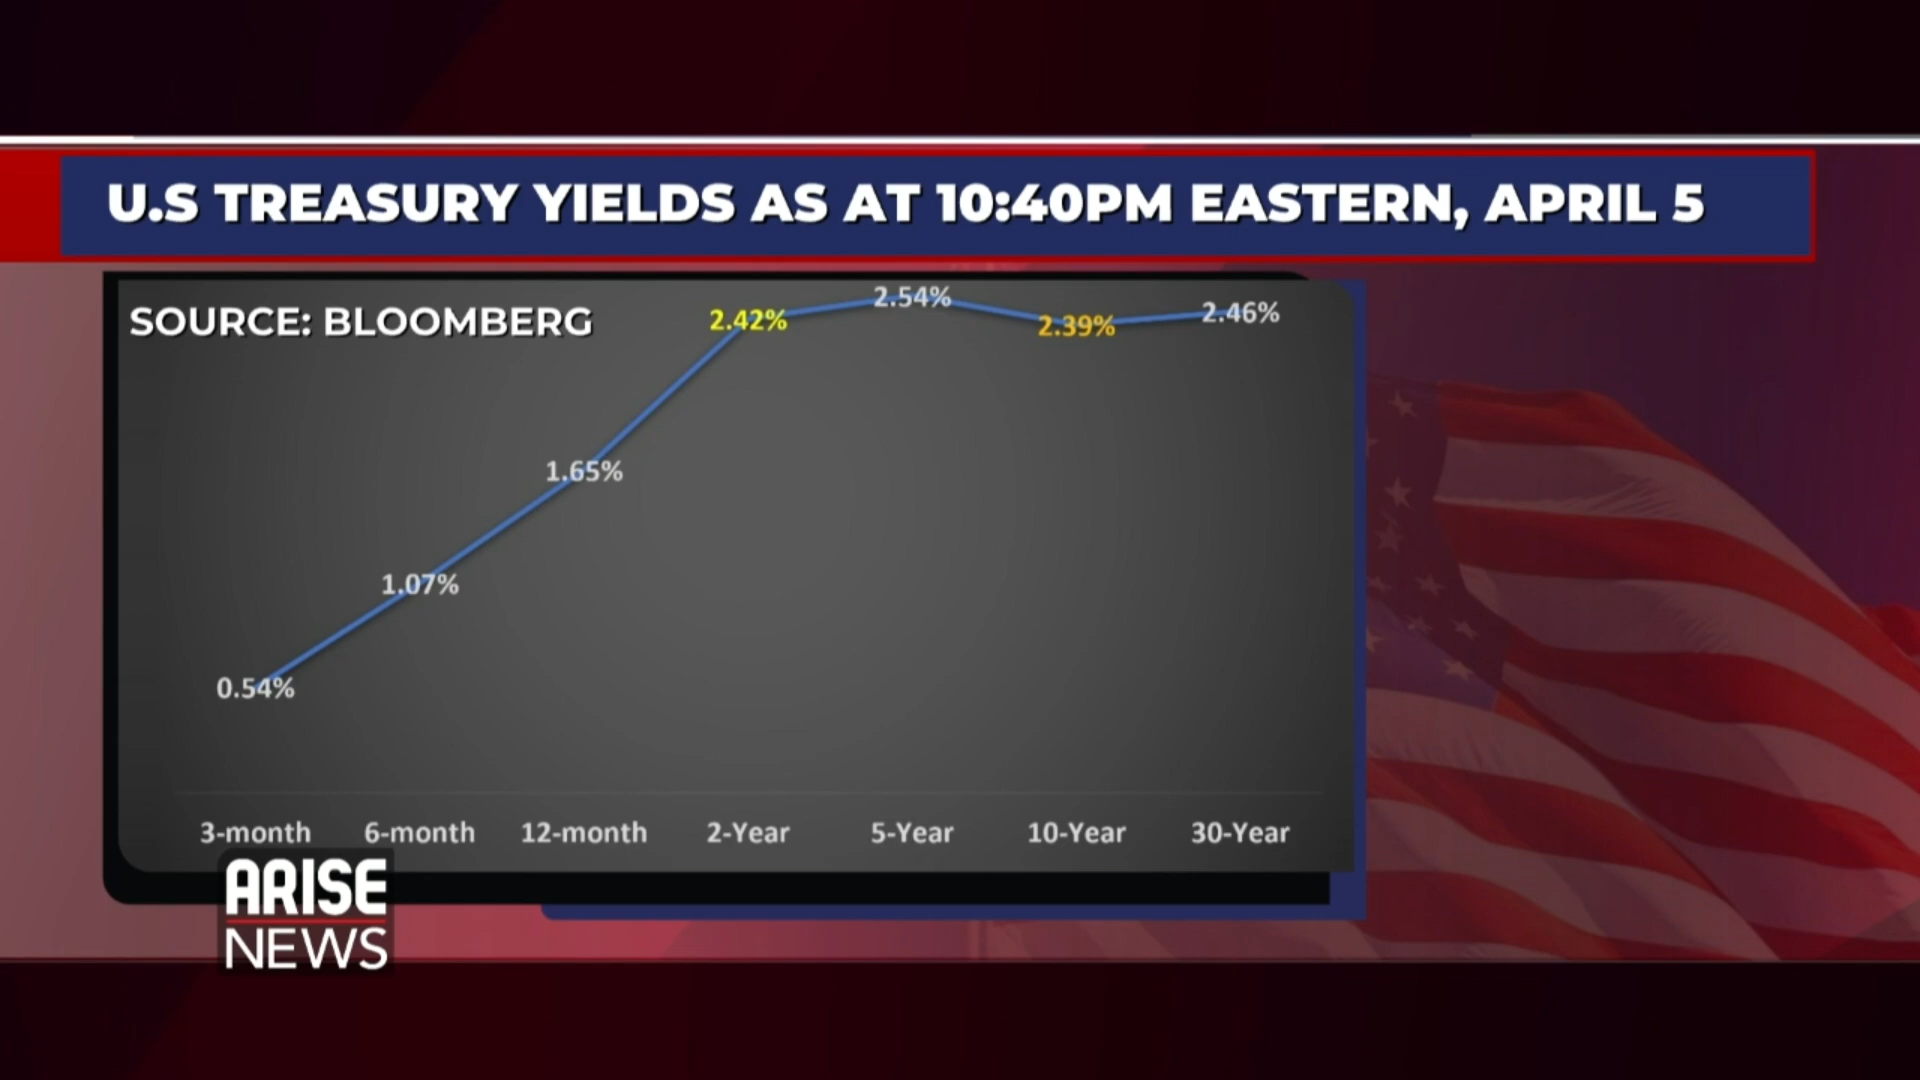 U.S TREASURY YIELDS AS AT 10:40PM EASTERN, APRIL 5
SOURCE: BLOOMBERG
2.42%
2.54%
2.39%
2.46%
1.65%
1.07%
0.54%
3-month 6-month 12-month 2-Year 5-Year 10-Year 30-Year
ARISE
NEWS